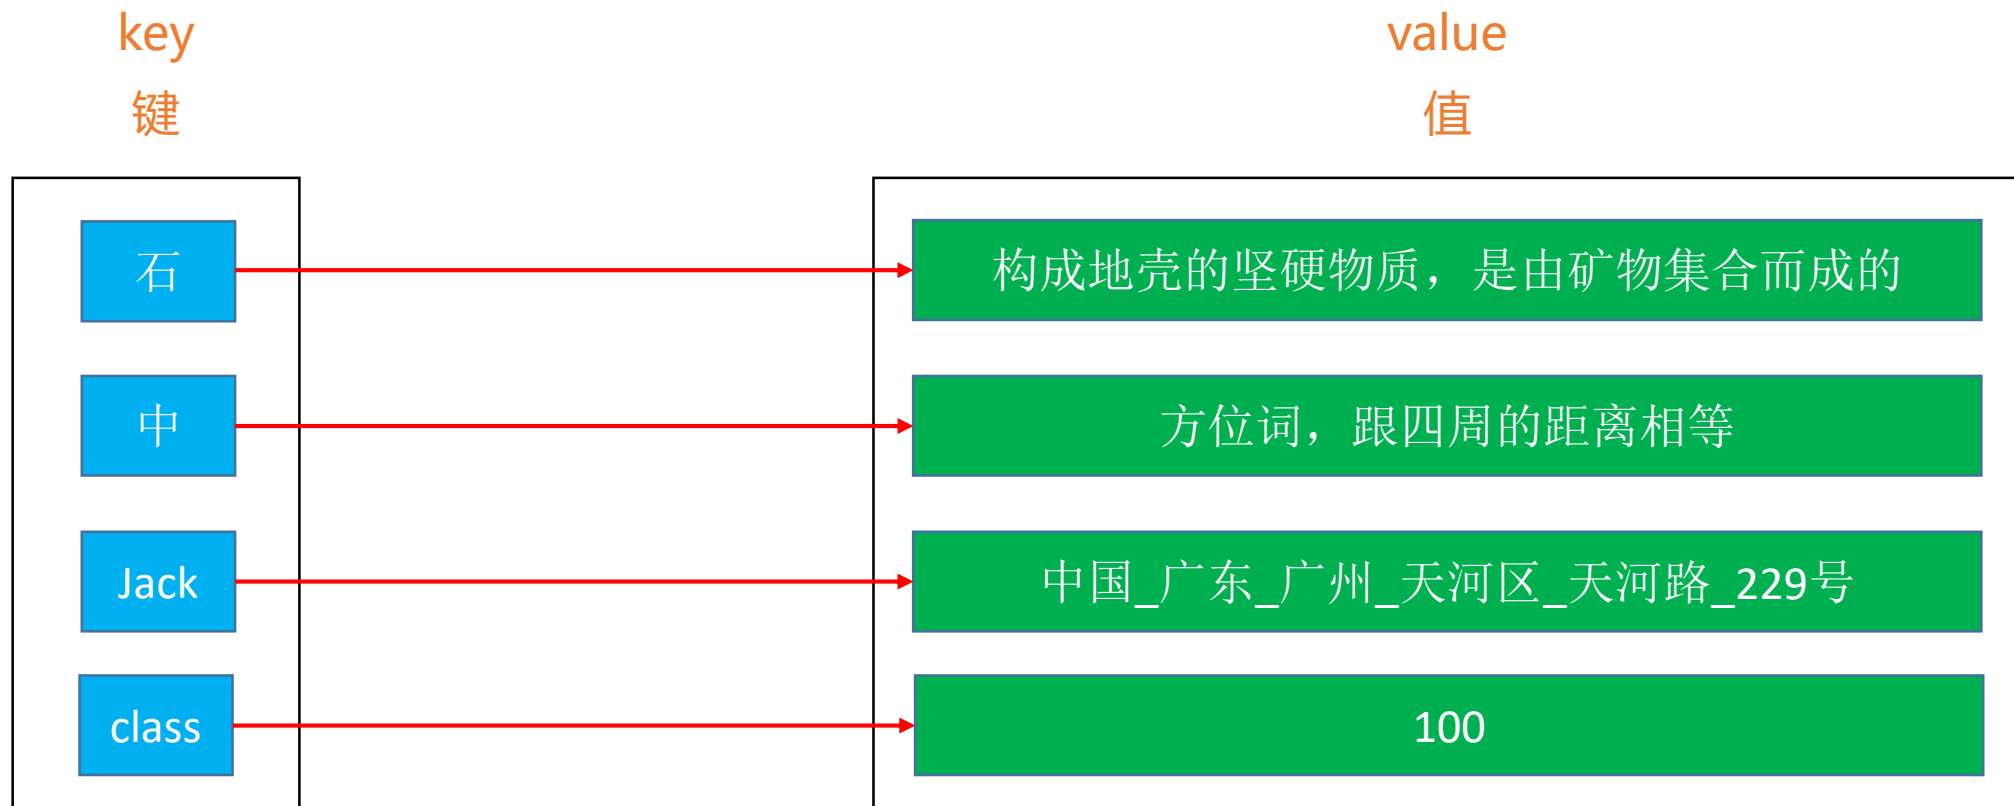 key
value
键
值
石
构成地壳的坚硬物质，是由矿物集合而成的
中
方位词，跟四周的距离相等
Jack
中国_广东_广州_天河区_天河路_229号
class
100